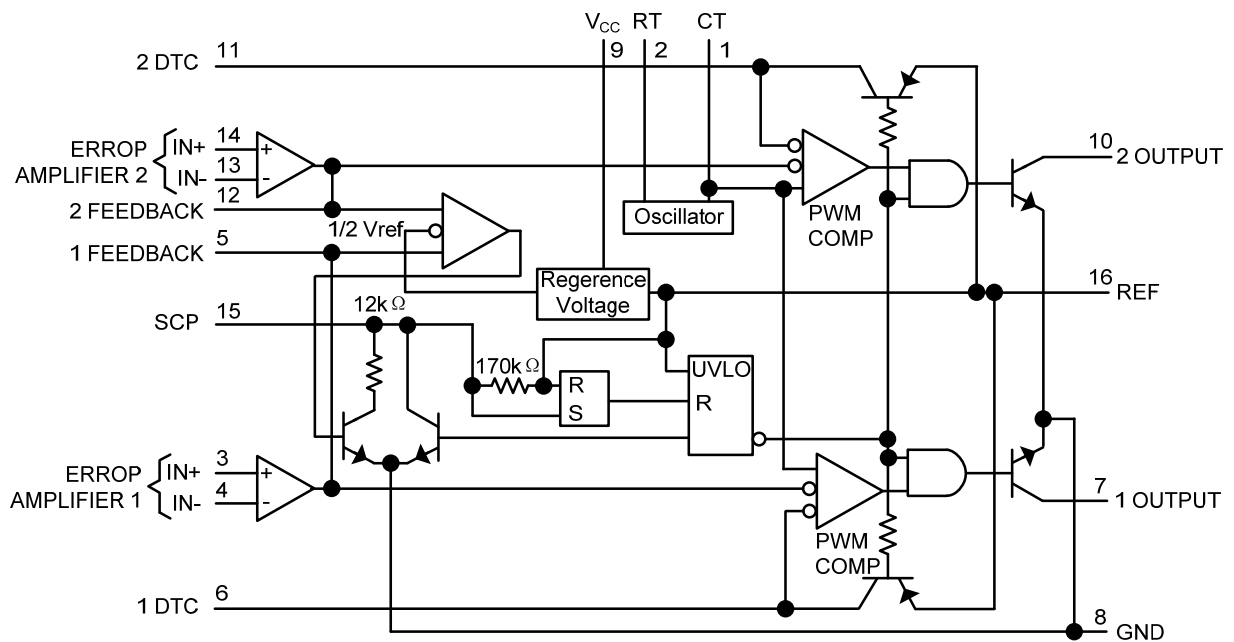 V_CC RT CT
9 2 1
2 DTC 11
ERROP
AMPLIFIER 2
IN+ 14 +
IN- 13 -
2 FEEDBACK 12
1/2 Vref
1 FEEDBACK 5
Oscillator
PWM
COMP
10 2 OUTPUT
Regerence
Voltage
16 REF
SCP 15
12kΩ
170kΩ
R
S
UVLO
R
ERROP
AMPLIFIER 1
IN+ 3 +
IN- 4 -
PWM
COMP
7 1 OUTPUT
1 DTC 6
8 GND